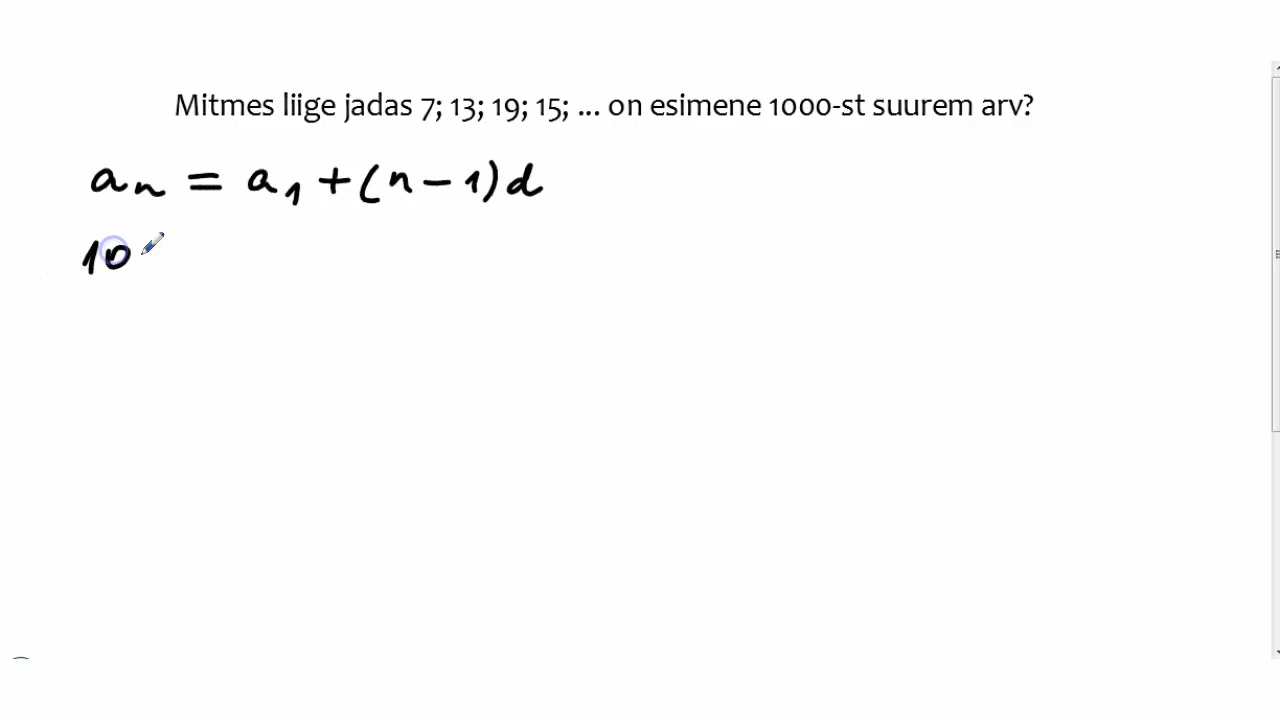 Mitmes liige jadas 7; 13; 19; 15; ... on esimene 1000-st suurem arv?
aₙ = a₁ + (n – 1) d
10